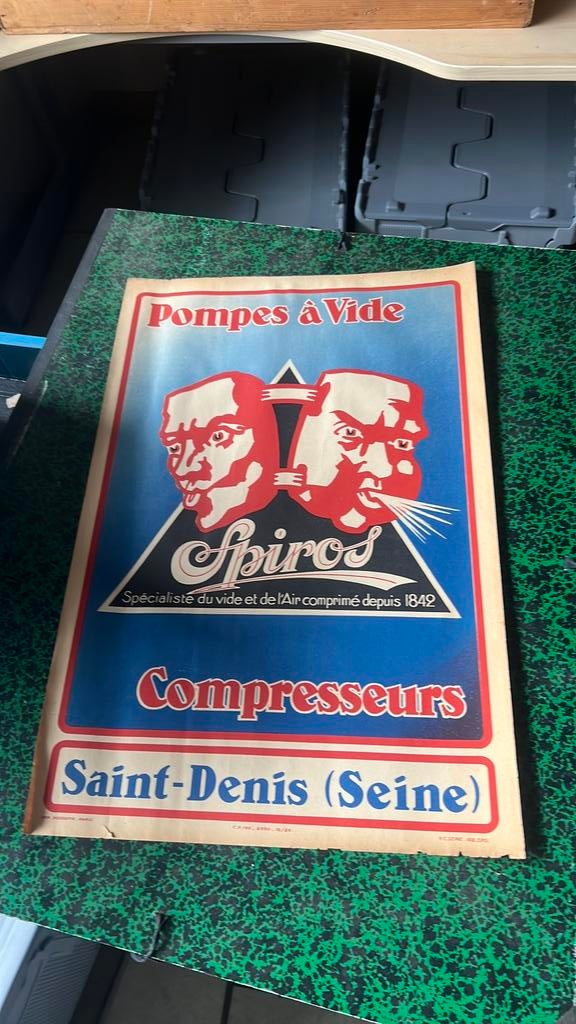 Pompes à Vide
Spiros
Spécialiste du vide et de l'Air comprimé depuis 1842
Compresseurs
Saint-Denis (Seine)